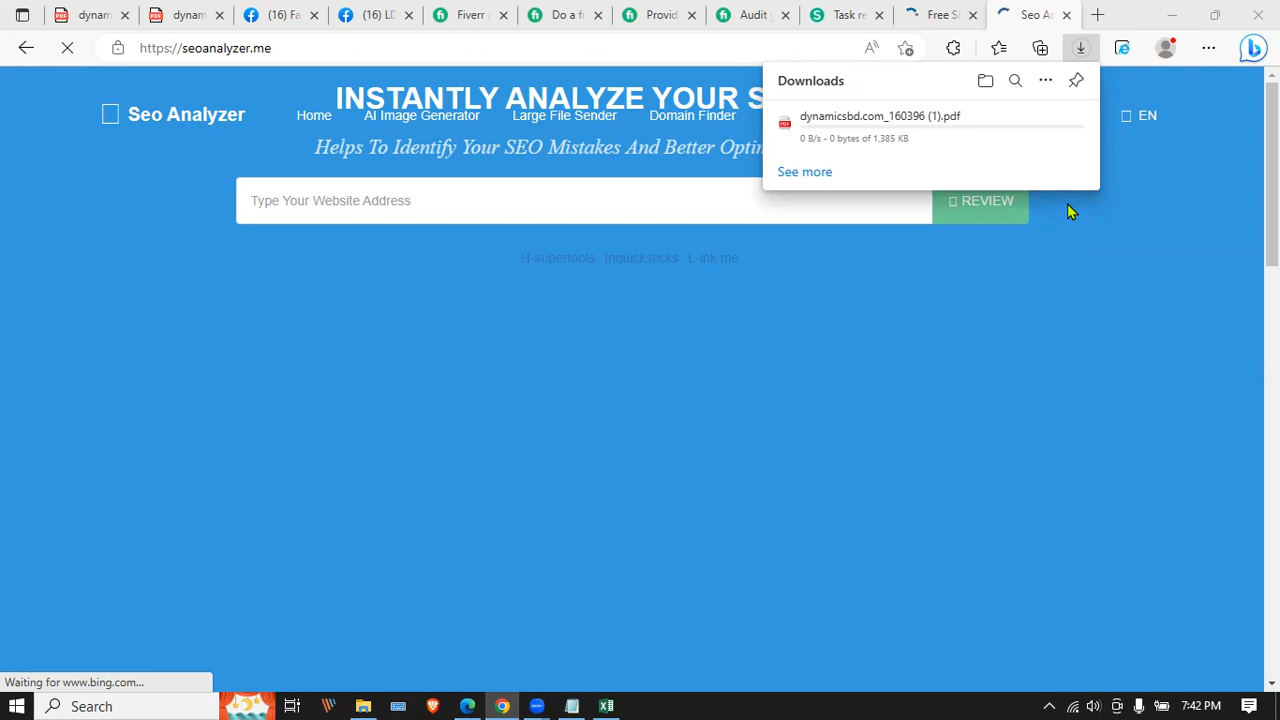 dynam
dynam
(16) Fa
(16) LD
Fiverr
Do a fu
Provid
Audit y
Task re
Free S
Seo An
https://seoanalyzer.me
Downloads
dynamicsbd.com_160396 (1).pdf
0 B/s - 0 bytes of 1,385 KB
See more
INSTANTLY ANALYZE YOUR S
Seo Analyzer
Home
AI Image Generator
Large File Sender
Domain Finder
EN
Helps To Identify Your SEO Mistakes And Better Optim
Type Your Website Address
REVIEW
H-supertools Inquicksticks L-ink.me
Waiting for www.bing.com...
Search
7:42 PM